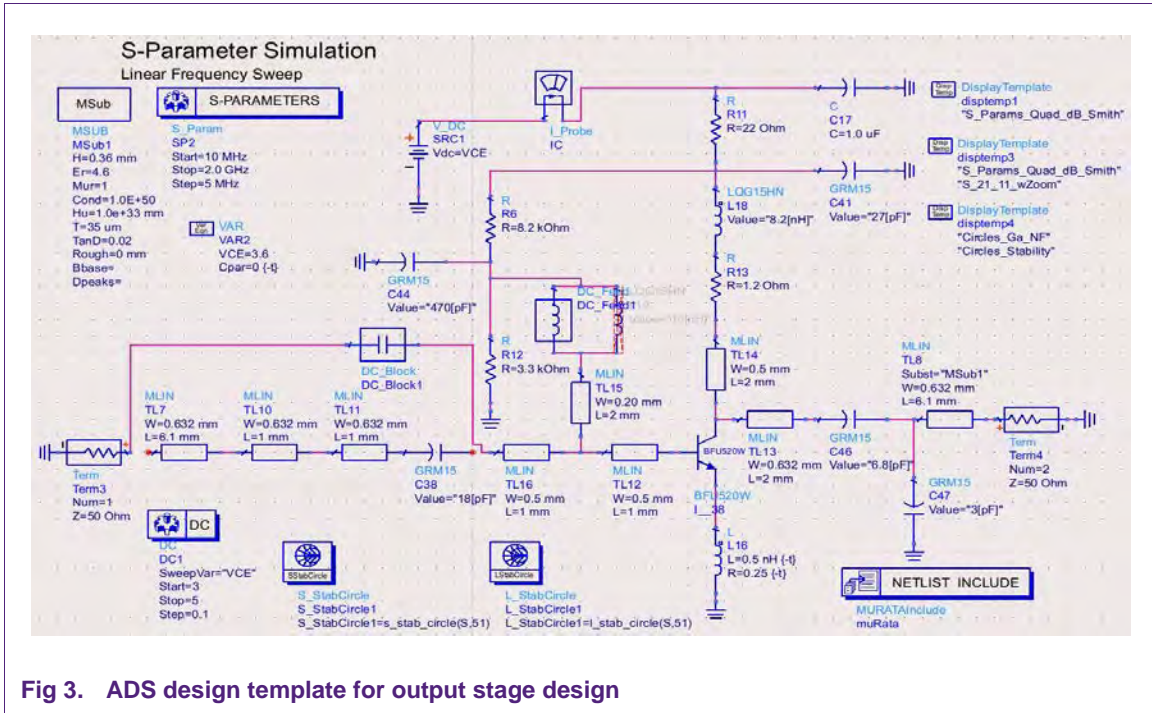 S-Parameter Simulation
Linear Frequency Sweep
MSub
MSUB
MSub1
H=0.36 mm
Er=4.6
Mur=1
Cond=1.0E+50
Hu=1.0e+33 mm
T=35 um
TanD=0.02
Rough=0 mm
Bbase=
Dpeaks=
S-PARAMETERS
S_Param
SP2
Start=10 MHz
Stop=2.0 GHz
Step=5 MHz
Var
Eqn
VAR
VAR2
VCE=3.6
Cpar=0 {-t}
V_DC
SRC1
Vdc=VCE
I_Probe
IC
R
R11
R=22 Ohm
C
C17
C=1.0 uF
Disp
Temp
DisplayTemplate
disptemp1
"S_Params_Quad_dB_Smith"
Disp
Temp
DisplayTemplate
disptemp3
"S_Params_Quad_dB_Smith"
"S_21_11_wZoom"
Disp
Temp
DisplayTemplate
disptemp4
"Circles_Ga_NF"
"Circles_Stability"
R
R6
R=8.2 kOhm
LQG15HN
L18
Value="8.2[nH]"
GRM15
C41
Value="27[pF]"
GRM15
C44
Value="470[pF]"
R
R13
R=1.2 Ohm
DC_Feed
DC_Feed1
DC_Block
DC_Block1
R
R12
R=3.3 kOhm
MLIN
TL15
W=0.20 mm
L=2 mm
MLIN
TL14
W=0.5 mm
L=2 mm
MLIN
TL8
Subst="MSub1"
W=0.632 mm
L=6.1 mm
MLIN
TL7
W=0.632 mm
L=6.1 mm
MLIN
TL10
W=0.632 mm
L=1 mm
MLIN
TL11
W=0.632 mm
L=1 mm
Term
Term3
Num=1
Z=50 Ohm
GRM15
C38
Value="18[pF]"
MLIN
TL16
W=0.5 mm
L=1 mm
MLIN
TL12
W=0.5 mm
L=1 mm
BFU520W
BFU520W
I__38
MLIN
TL13
W=0.632 mm
L=2 mm
GRM15
C46
Value="6.8[pF]"
Term
Term4
Num=2
Z=50 Ohm
GRM15
C47
Value="3[pF]"
L
L16
L=0.5 nH {-t}
R=0.25 {-t}
DC
DC
DC1
SweepVar="VCE"
Start=3
Stop=5
Step=0.1
SStabCircle
S_StabCircle
S_StabCircle1
S_StabCircle1=s_stab_circle(S,51)
LStabCircle
L_StabCircle
L_StabCircle1
L_StabCircle1=l_stab_circle(S,51)
NETLIST INCLUDE
MURATAInclude
muRata
Fig 3. ADS design template for output stage design